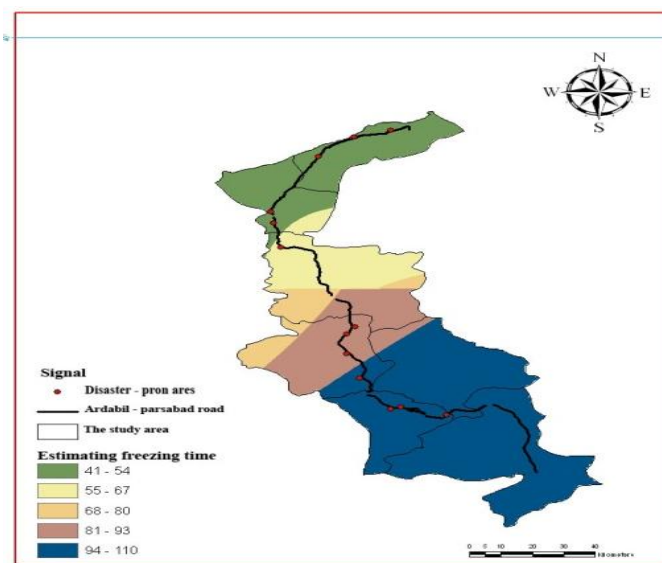 N
W E
S
Signal
Disaster - pron ares
Ardabil - parsabad road
The study area
Estimating freezing time
41 - 54
55 - 67
68 - 80
81 - 93
94 - 110
0 5 10 20 30 40
kilometers